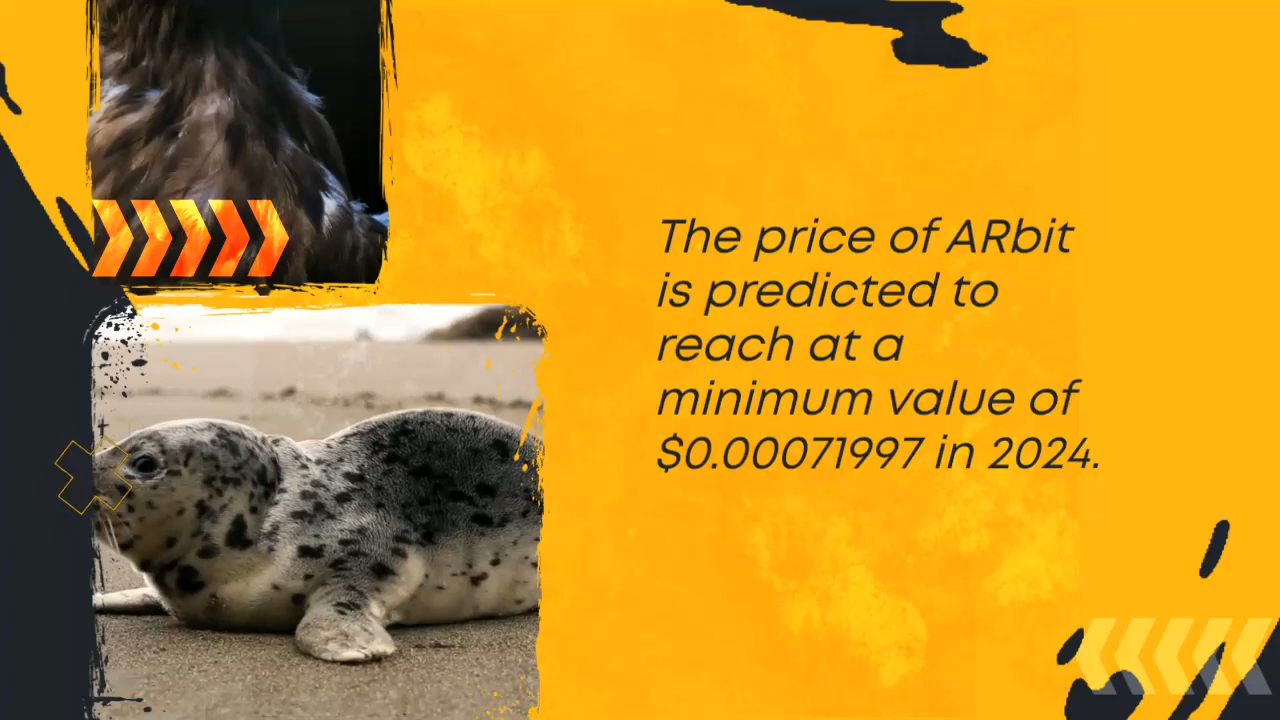 The price of ARbit
is predicted to
reach at a
minimum value of
$0.00071997 in 2024.